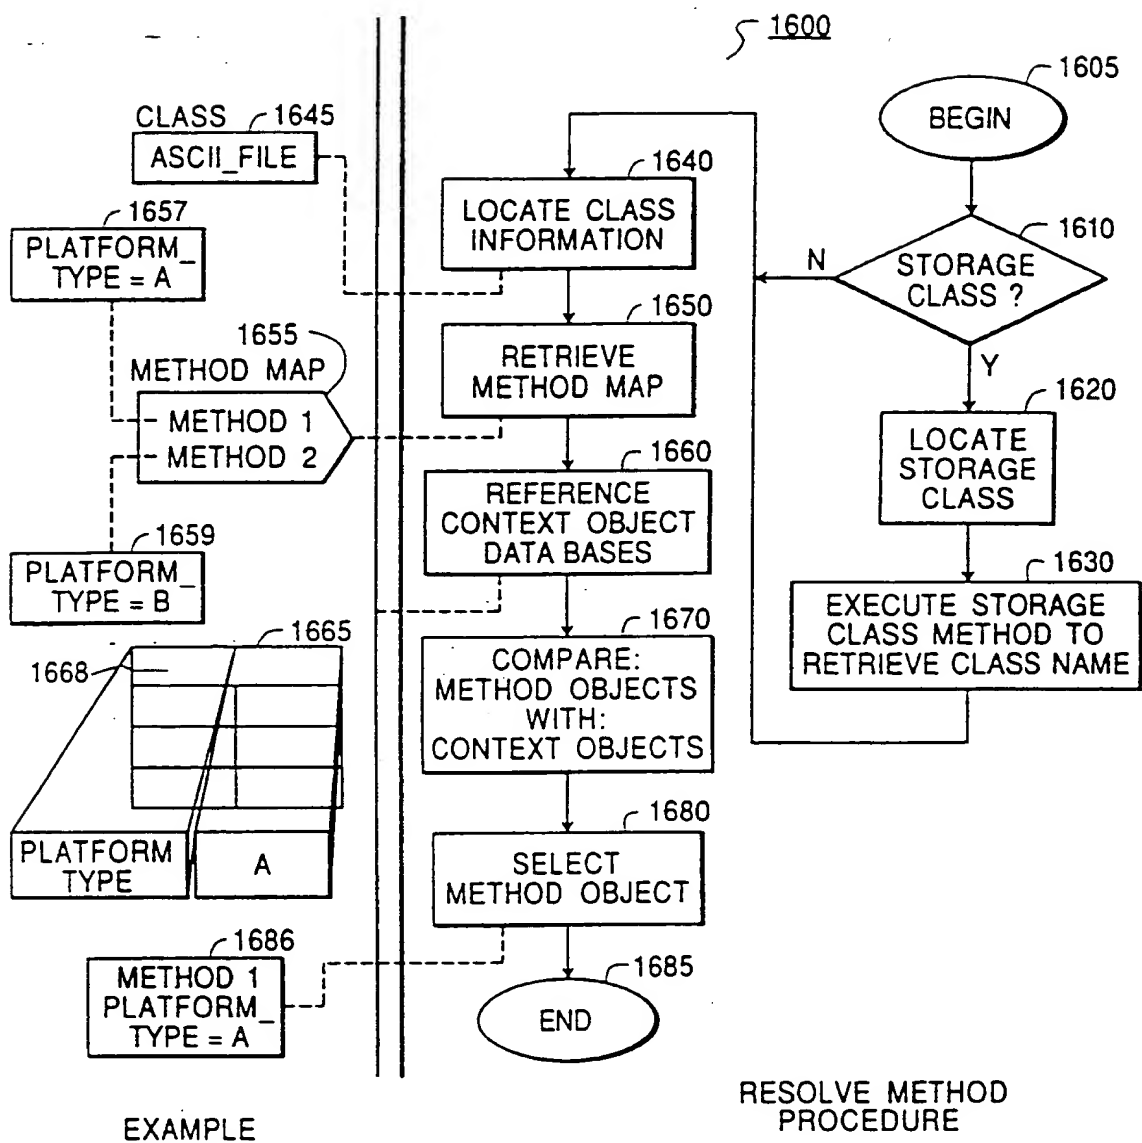 1600
1605
BEGIN
CLASS
1645
ASCII_FILE
1640
LOCATE CLASS
INFORMATION
1610
STORAGE
CLASS ?
N
Y
1657
PLATFORM_
TYPE = A
1650
RETRIEVE
METHOD MAP
1655
METHOD MAP
METHOD 1
METHOD 2
1620
LOCATE
STORAGE
CLASS
1660
REFERENCE
CONTEXT OBJECT
DATA BASES
1659
PLATFORM_
TYPE = B
1630
EXECUTE STORAGE
CLASS METHOD TO
RETRIEVE CLASS NAME
1665
1668
1670
COMPARE:
METHOD OBJECTS
WITH:
CONTEXT OBJECTS
PLATFORM
TYPE
A
1680
SELECT
METHOD OBJECT
1686
METHOD 1
PLATFORM_
TYPE = A
1685
END
EXAMPLE
RESOLVE METHOD
PROCEDURE